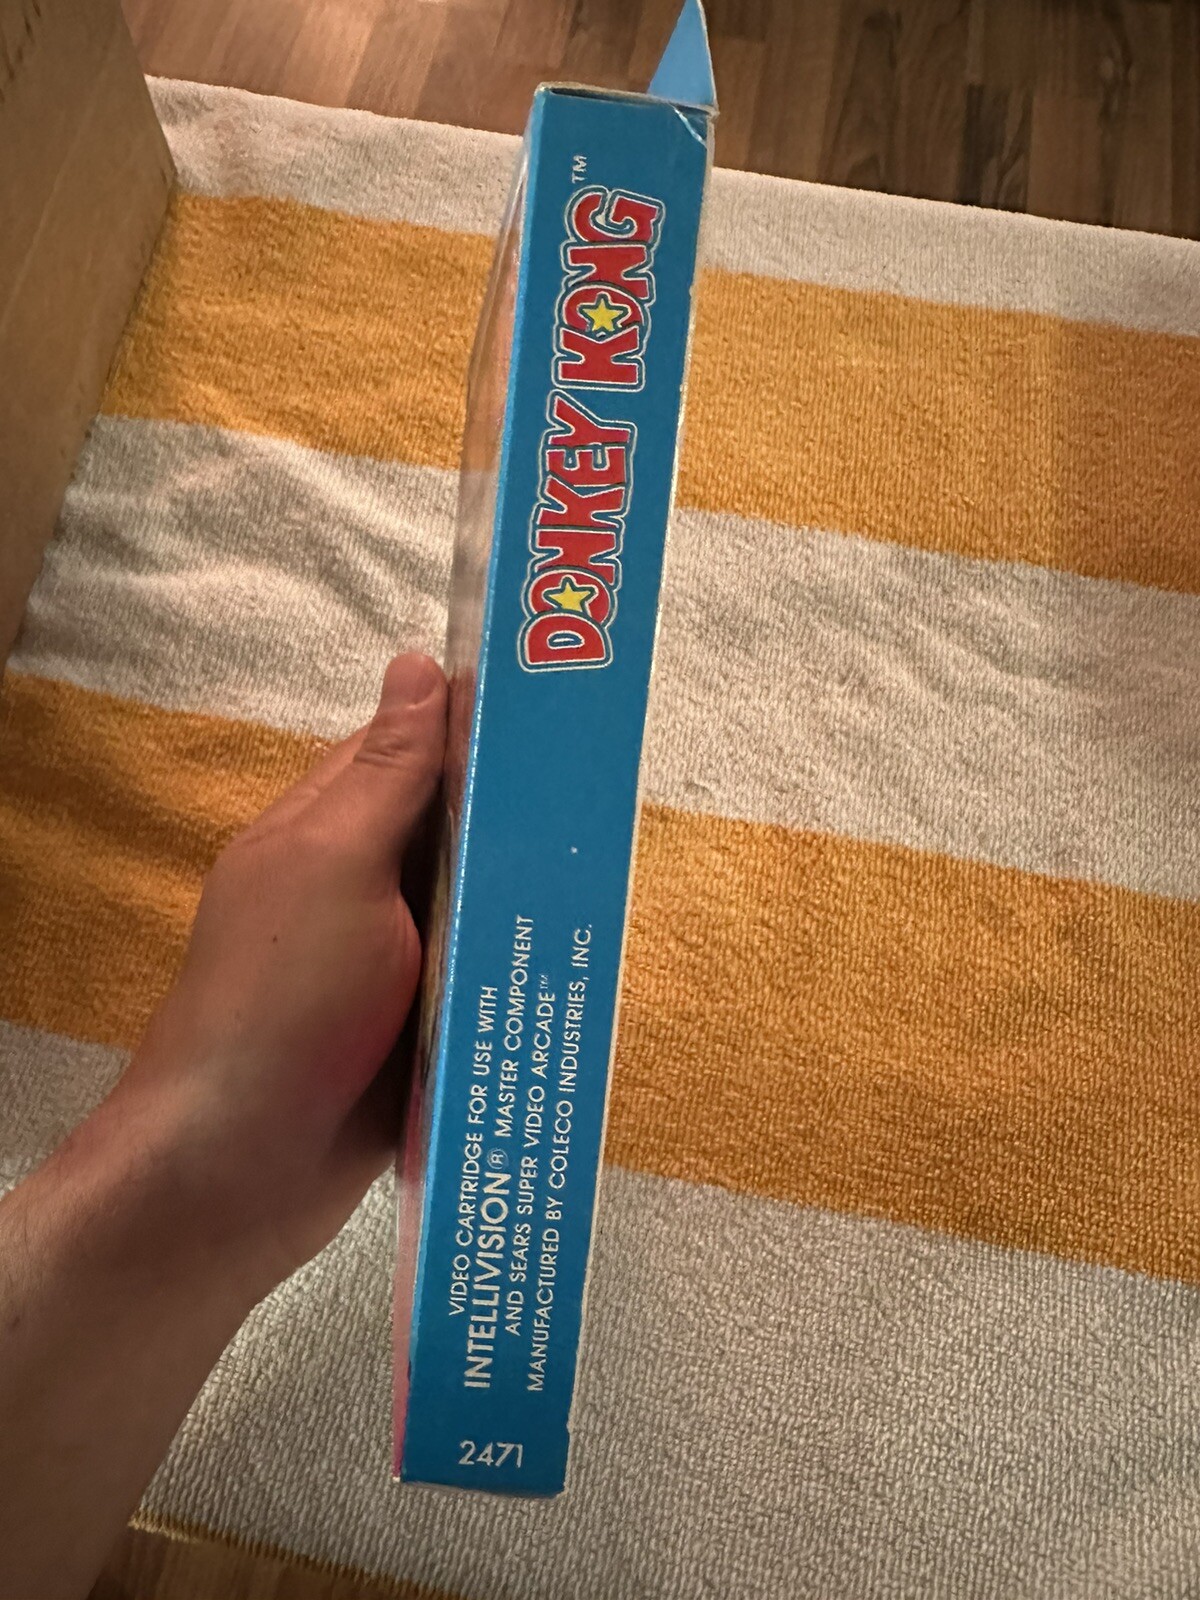 DONKEY KONG™
VIDEO CARTRIDGE FOR USE WITH
INTELLIVISION® MASTER COMPONENT
AND SEARS SUPER VIDEO ARCADE™
MANUFACTURED BY COLECO INDUSTRIES, INC.
2471